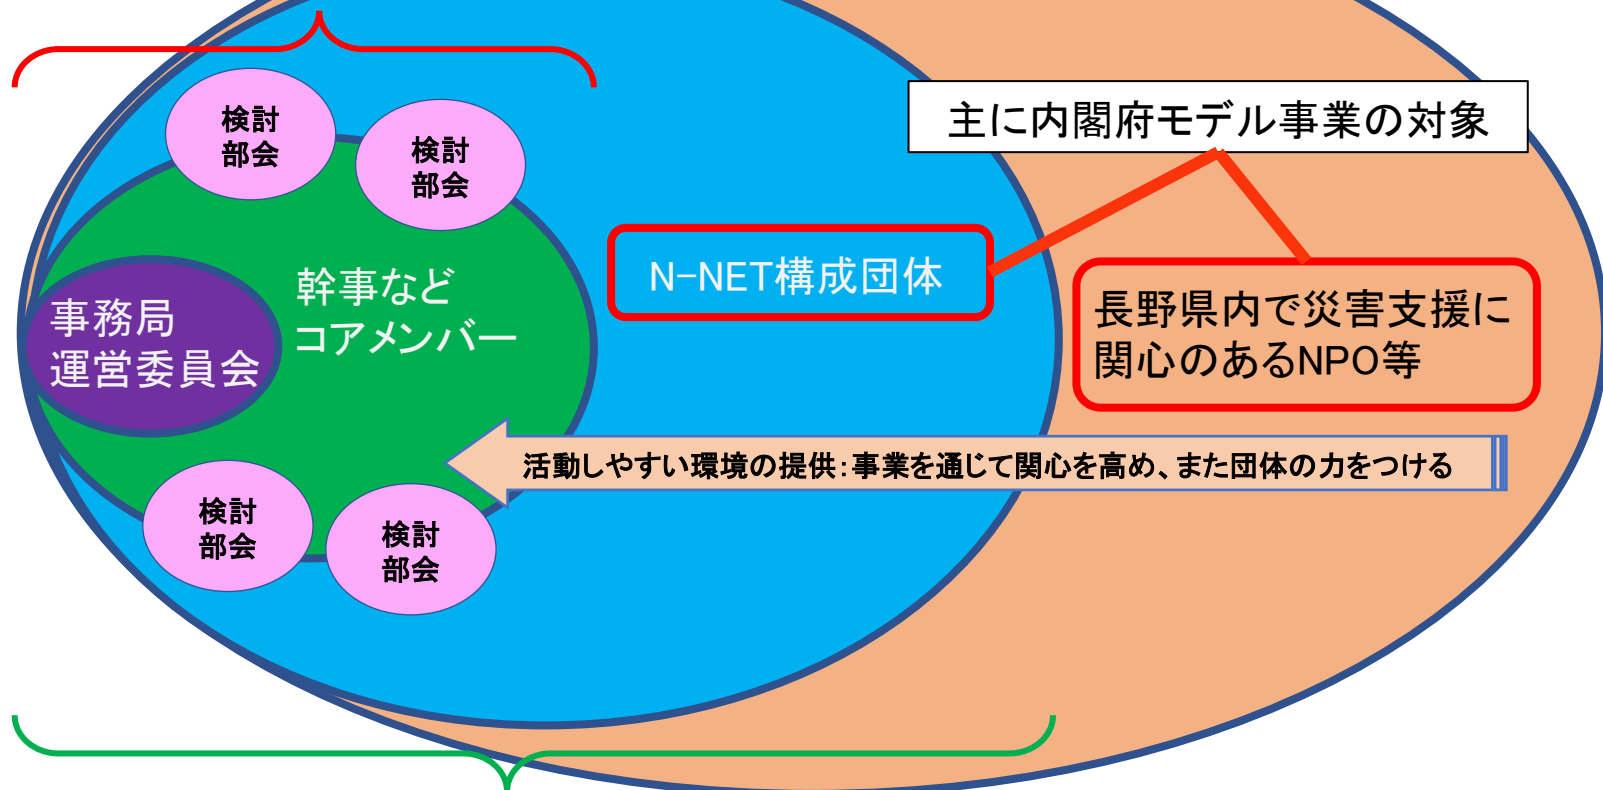 検討
部会
検討
部会
主に内閣府モデル事業の対象
N-NET構成団体
幹事など
コアメンバー
事務局
運営委員会
長野県内で災害支援に
関心のあるNPO等
活動しやすい環境の提供：事業を通じて関心を高め、また団体の力をつける
検討
部会
検討
部会